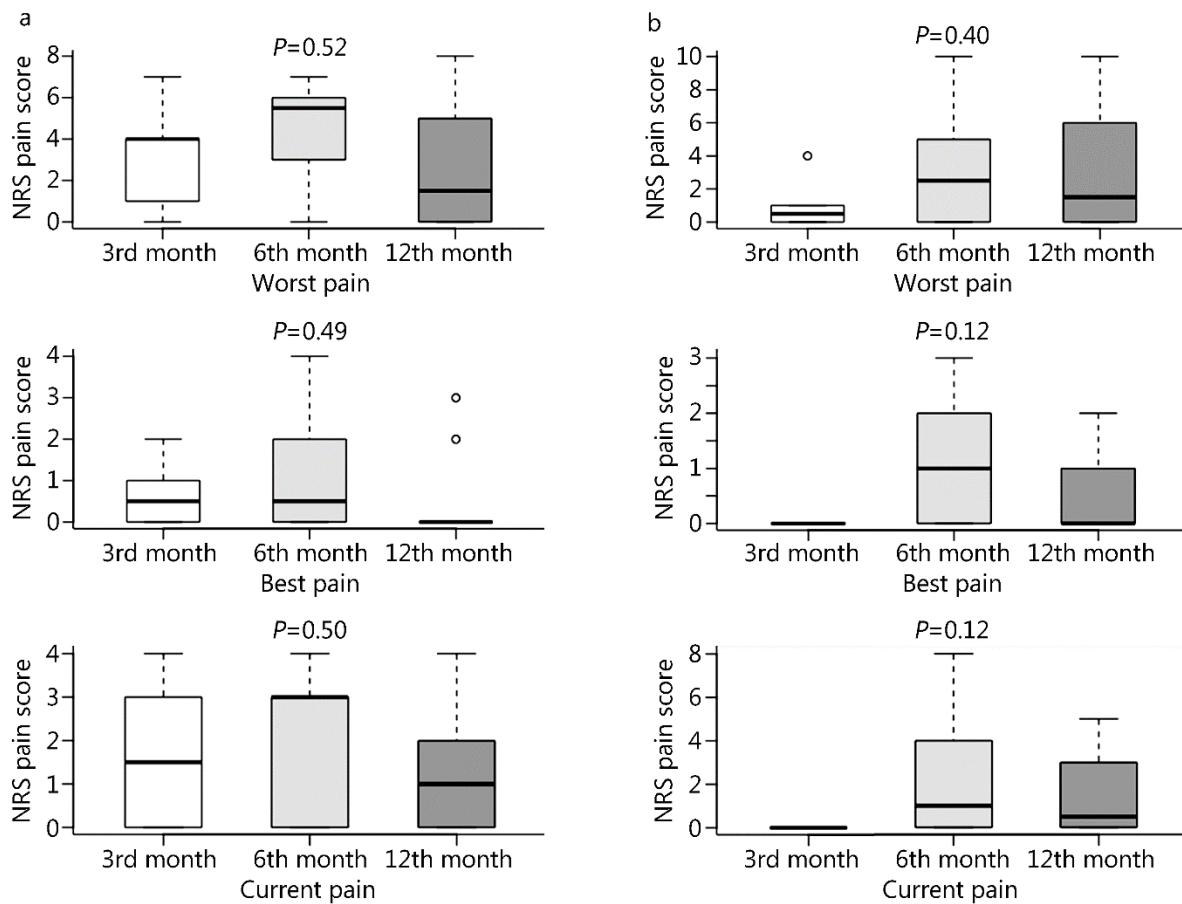 a
P=0.52
NRS pain score
8
6
4
2
0
3rd month 6th month 12th month
Worst pain
P=0.49
NRS pain score
4
3
2
1
0
3rd month 6th month 12th month
Best pain
P=0.50
NRS pain score
4
3
2
1
0
3rd month 6th month 12th month
Current pain
b
P=0.40
NRS pain score
10
8
6
4
2
0
3rd month 6th month 12th month
Worst pain
P=0.12
NRS pain score
3
2
1
0
3rd month 6th month 12th month
Best pain
P=0.12
NRS pain score
8
6
4
2
0
3rd month 6th month 12th month
Current pain